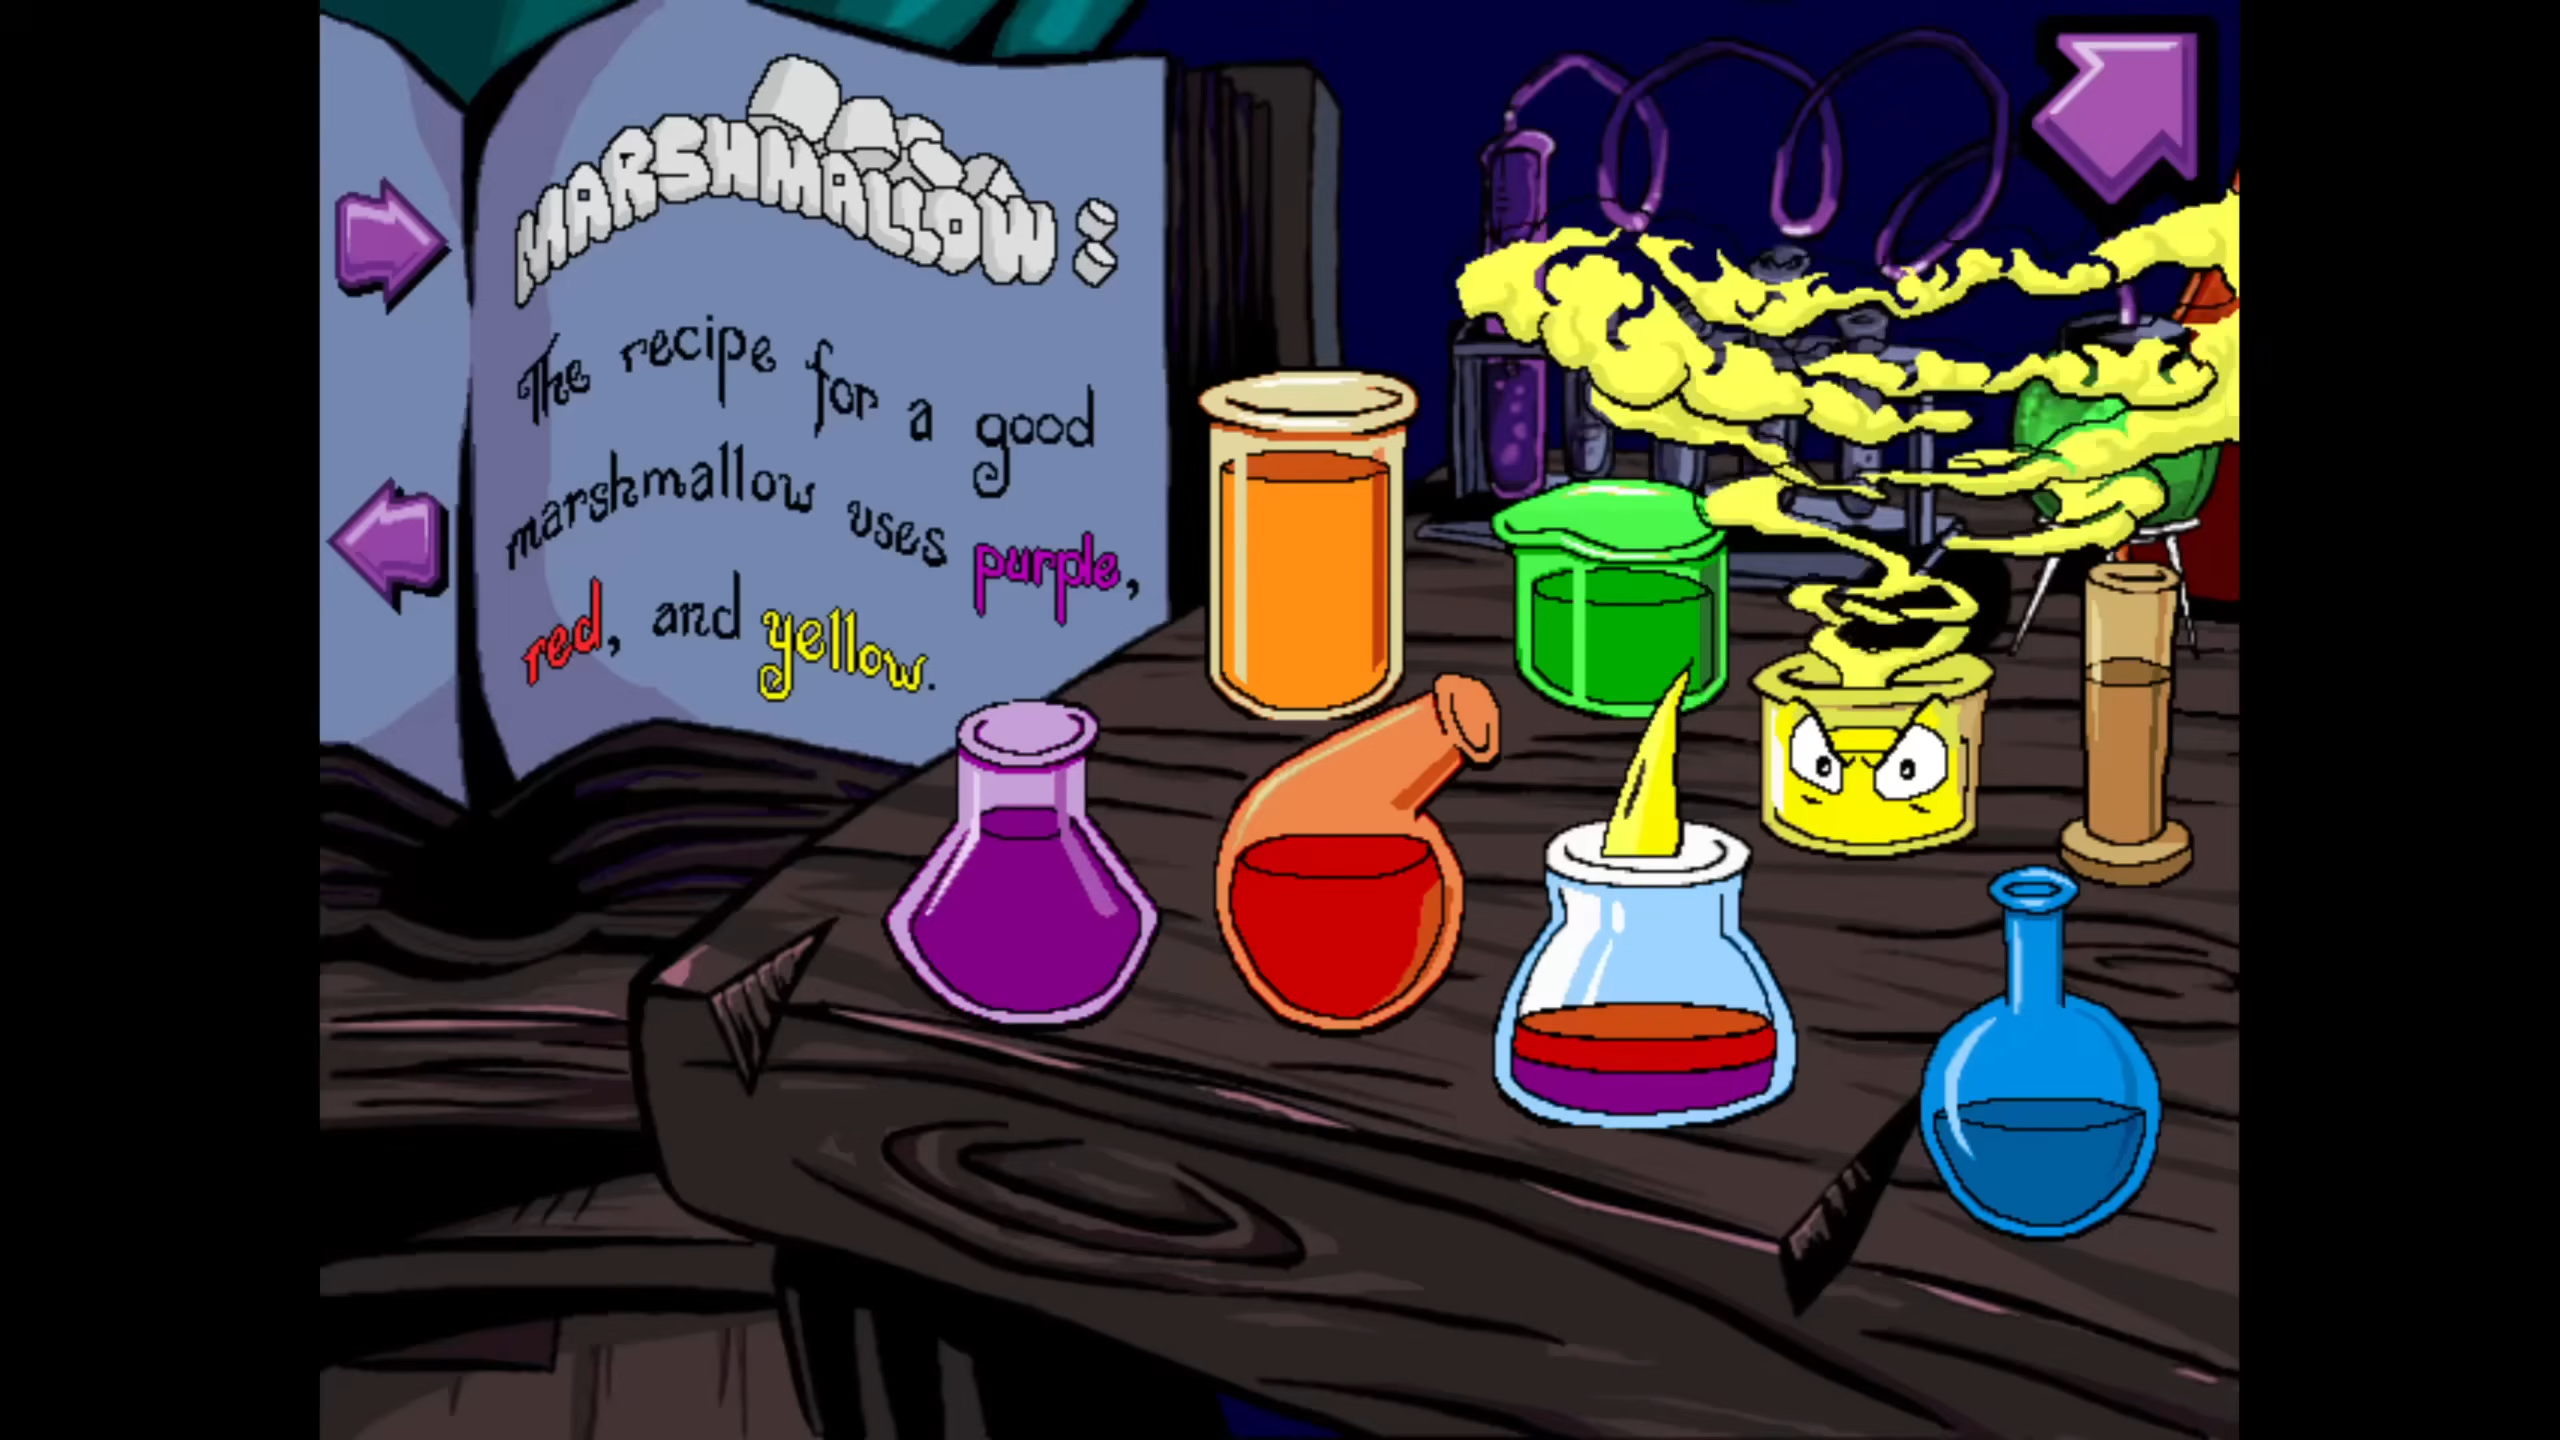 MARSHMALLOW:
The recipe for a good
marshmallow uses purple,
red, and yellow.